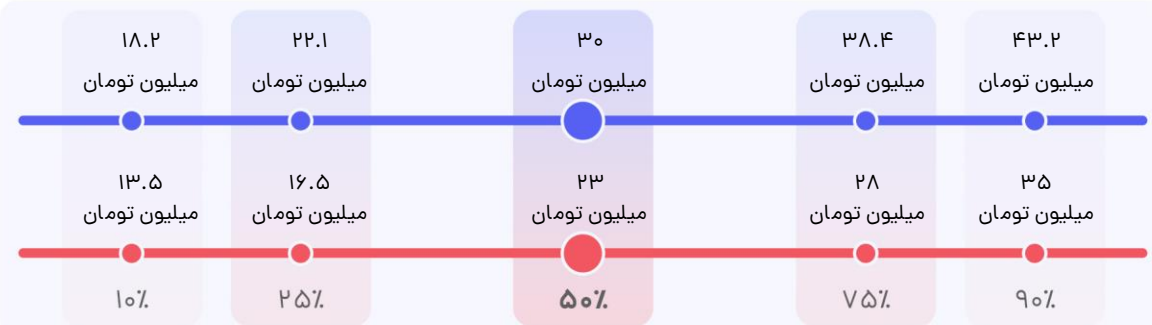 ۱۸.۲ ۲۲.۱ ۳۰ ۳۸.۴ ۴۳.۲
میلیون تومان میلیون تومان میلیون تومان میلیون تومان میلیون تومان
۱۳.۵ ۱۶.۵ ۲۳ ۲۸ ۳۵
میلیون تومان میلیون تومان میلیون تومان میلیون تومان میلیون تومان
۱۰٪ ۲۵٪ ۵۰٪ ۷۵٪ ۹۰٪